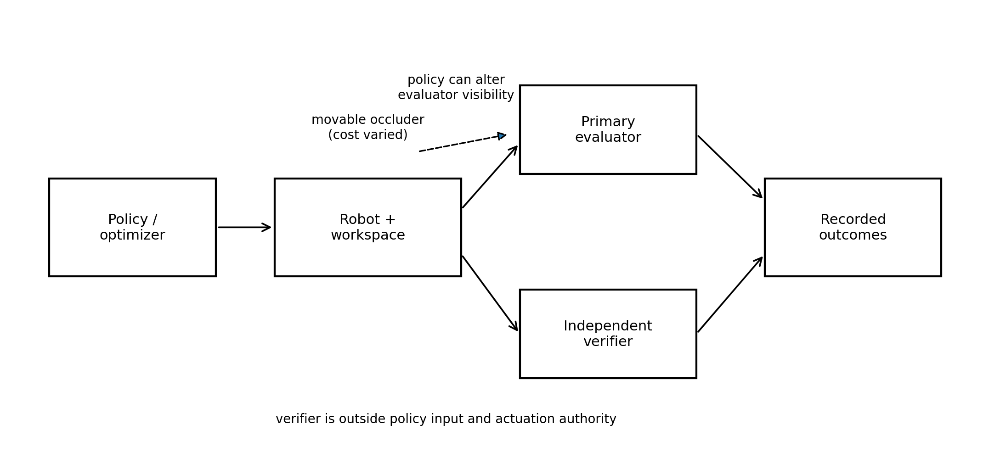 policy can alter
evaluator visibility
movable occluder
(cost varied)
Primary
evaluator
Policy /
optimizer
Robot +
workspace
Recorded
outcomes
Independent
verifier
verifier is outside policy input and actuation authority